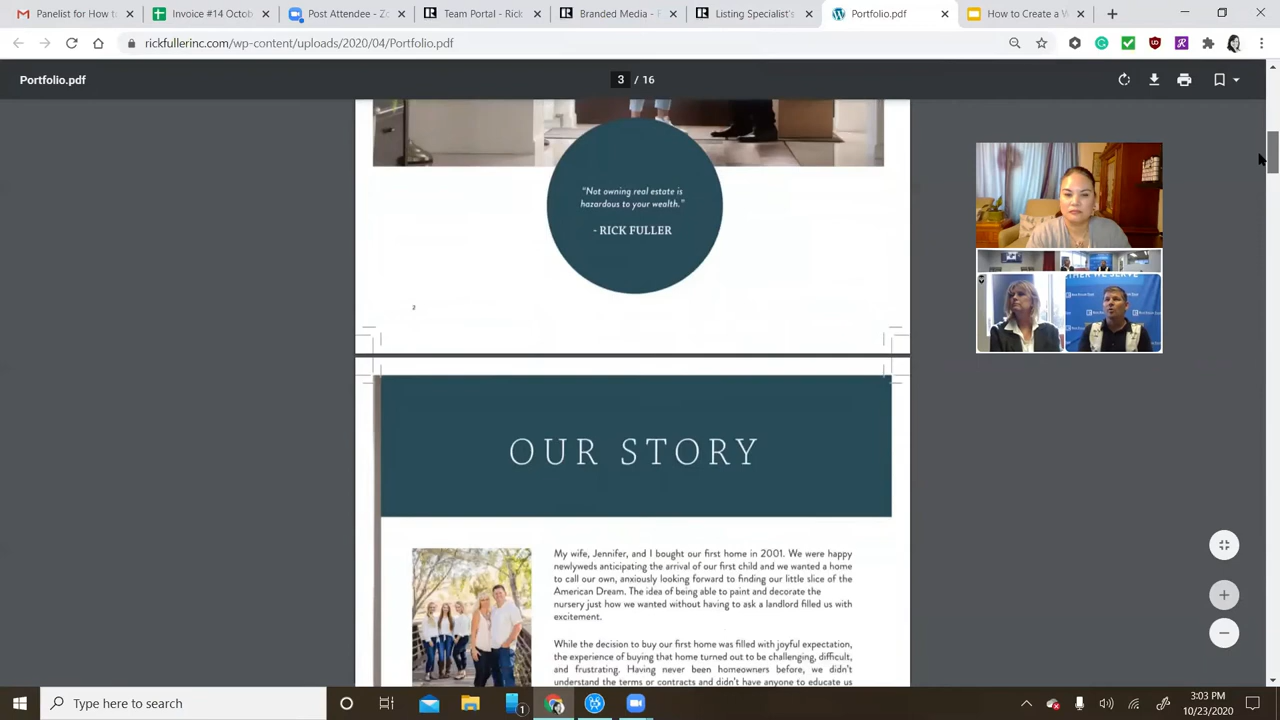 Panelist for How to
Invoice #14 Octob
Post Attendee - Zo
Team Portal - Rick
Branded Media - F
Listing Specialist's
Portfolio.pdf
How to Create a W
rickfullerinc.com/wp-content/uploads/2020/04/Portfolio.pdf
Portfolio.pdf
3 / 16
"Not owning real estate is
hazardous to your wealth."
- RICK FULLER
2
OUR STORY
My wife, Jennifer, and I bought our first home in 2001. We were happy
newlyweds anticipating the arrival of our first child and we wanted a home
to call our own, anxiously looking forward to finding our little slice of the
American Dream. The idea of being able to paint and decorate the
nursery just how we wanted without having to ask a landlord filled us with
excitement.
While the decision to buy our first home was filled with joyful expectation,
the experience of buying that home turned out to be challenging, difficult,
and frustrating. Having never been homeowners before, we didn't
understand the terms or contracts and didn't have anyone to educate us
Type here to search
1
3:03 PM
10/23/2020